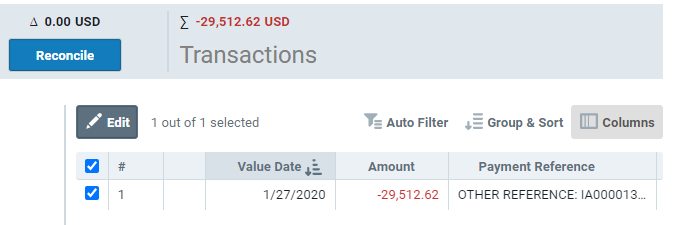 Δ 0.00 USD
∑ -29,512.62 USD
Reconcile
Transactions
Edit
1 out of 1 selected
Auto Filter
Group & Sort
Columns
# Value Date Amount Payment Reference
1 1/27/2020 -29,512.62 OTHER REFERENCE: IA000013...